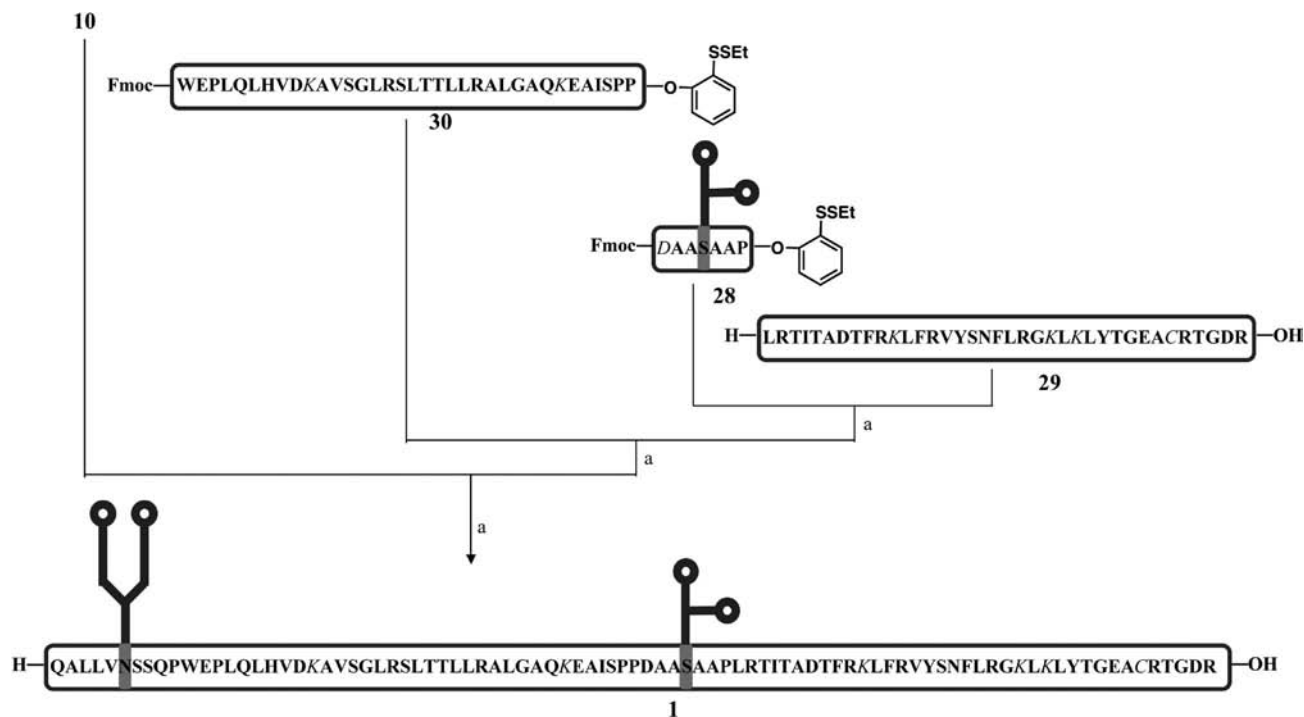 10
SSEt
Fmoc
WEPLQLHVDKAVSGLRSLTTLLRALGAQKEAISPP
O
30
SSEt
Fmoc
DAASAAP
O
28
H
LRTITADTFRKLFRVYSNFLRGKLKLYTGEACRTGDR
OH
29
a
a
a
H
QALLVNSSQPWEPLQLHVDKAVSGLRSLTTLLRALGAQKEAISPPDAASAAPLRTITADTFRKLFRVYSNFLRGKLKLYTGEACRTGDR
OH
1